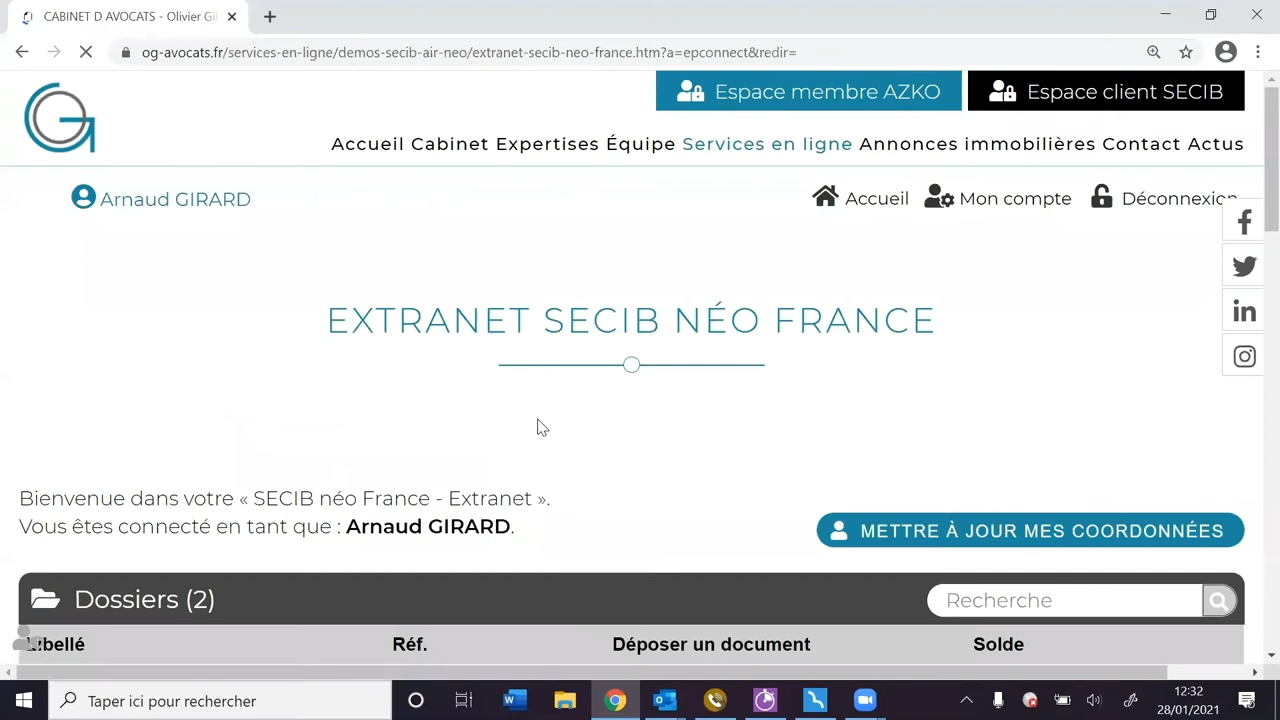 CABINET D AVOCATS - Olivier Gi
og-avocats.fr/services-en-ligne/demos-secib-air-neo/extranet-secib-neo-france.htm?a=epconnect&redir=
Espace membre AZKO
Espace client SECIB
Accueil Cabinet Expertises Équipe Services en ligne Annonces immobilières Contact Actus
Arnaud GIRARD
Accueil
Mon compte
Déconnexion
EXTRANET SECIB NÉO FRANCE
Bienvenue dans votre « SECIB néo France - Extranet ».
Vous êtes connecté en tant que : Arnaud GIRARD.
METTRE À JOUR MES COORDONNÉES
Dossiers (2)
Recherche
Libellé
Réf.
Déposer un document
Solde
Taper ici pour rechercher
12:32
28/01/2021